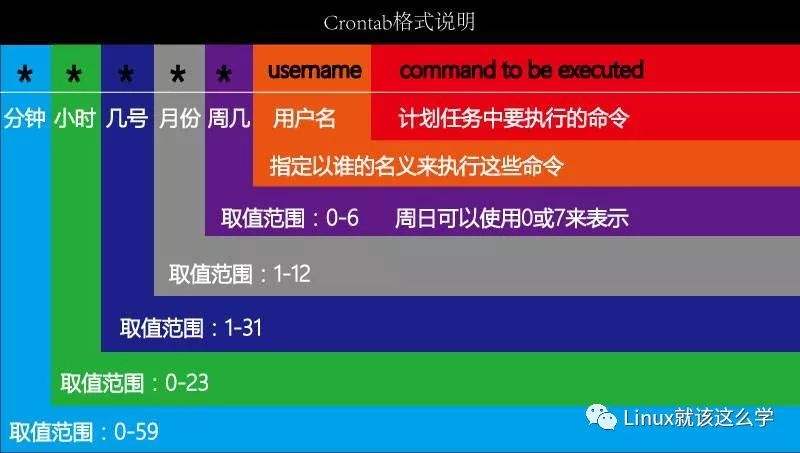 Crontab格式说明
* * * * * username command to be executed
分钟 小时 几号 月份 周几 用户名 计划任务中要执行的命令
指定以谁的名义来执行这些命令
取值范围：0-6 周日可以使用0或7来表示
取值范围：1-12
取值范围：1-31
取值范围：0-23
取值范围：0-59
Linux就该这么学